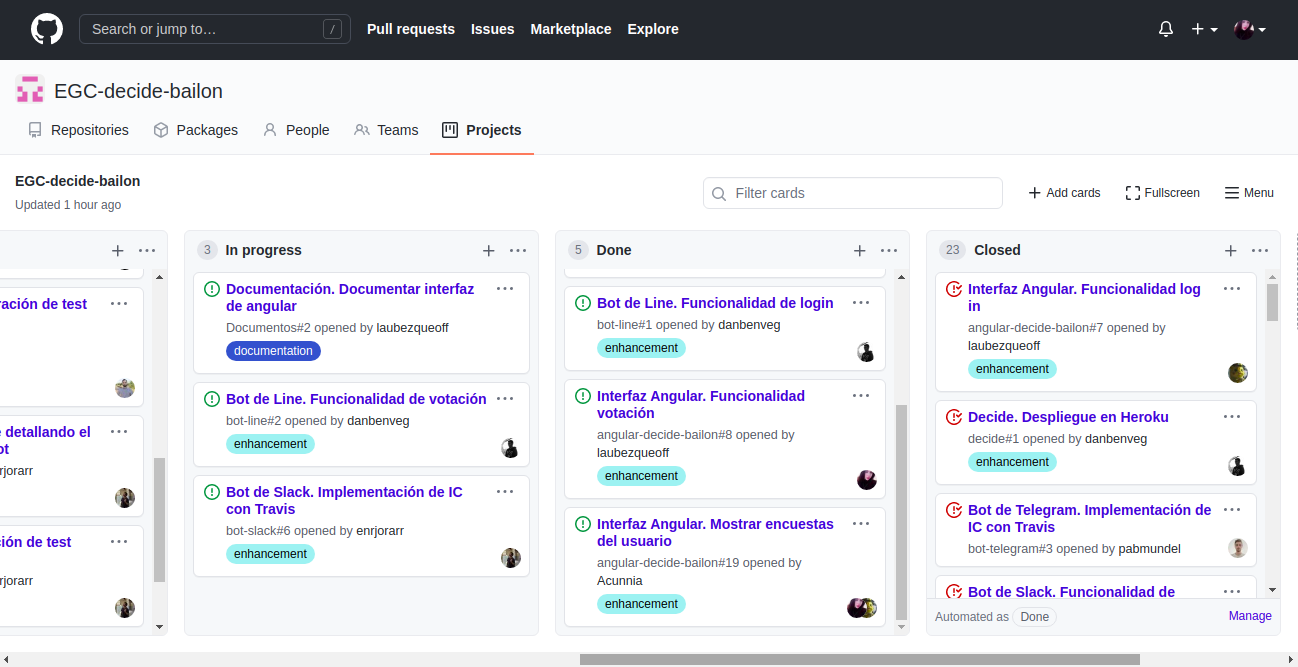 Search or jump to…
/
Pull requests
Issues
Marketplace
Explore
EGC-decide-bailon
Repositories
Packages
People
Teams
Projects
EGC-decide-bailon
Updated 1 hour ago
Filter cards
Add cards
Fullscreen
Menu
ración de test
detallando el
rjorarr
ión de test
rjorarr
3
In progress
Documentación. Documentar interfaz
de angular
Documentos#2 opened by laubezqueoff
documentation
Bot de Line. Funcionalidad de votación
bot-line#2 opened by danbenveg
enhancement
Bot de Slack. Implementación de IC
con Travis
bot-slack#6 opened by enrjorarr
enhancement
5
Done
Bot de Line. Funcionalidad de login
bot-line#1 opened by danbenveg
enhancement
Interfaz Angular. Funcionalidad
votación
angular-decide-bailon#8 opened by
laubezqueoff
enhancement
Interfaz Angular. Mostrar encuestas
del usuario
angular-decide-bailon#19 opened by
Acunnia
enhancement
23
Closed
Interfaz Angular. Funcionalidad log
in
angular-decide-bailon#7 opened by
laubezqueoff
enhancement
Decide. Despliegue en Heroku
decide#1 opened by danbenveg
enhancement
Bot de Telegram. Implementación de
IC con Travis
bot-telegram#3 opened by pabmundel
Bot de Slack. Funcionalidad de
Automated as
Done
Manage